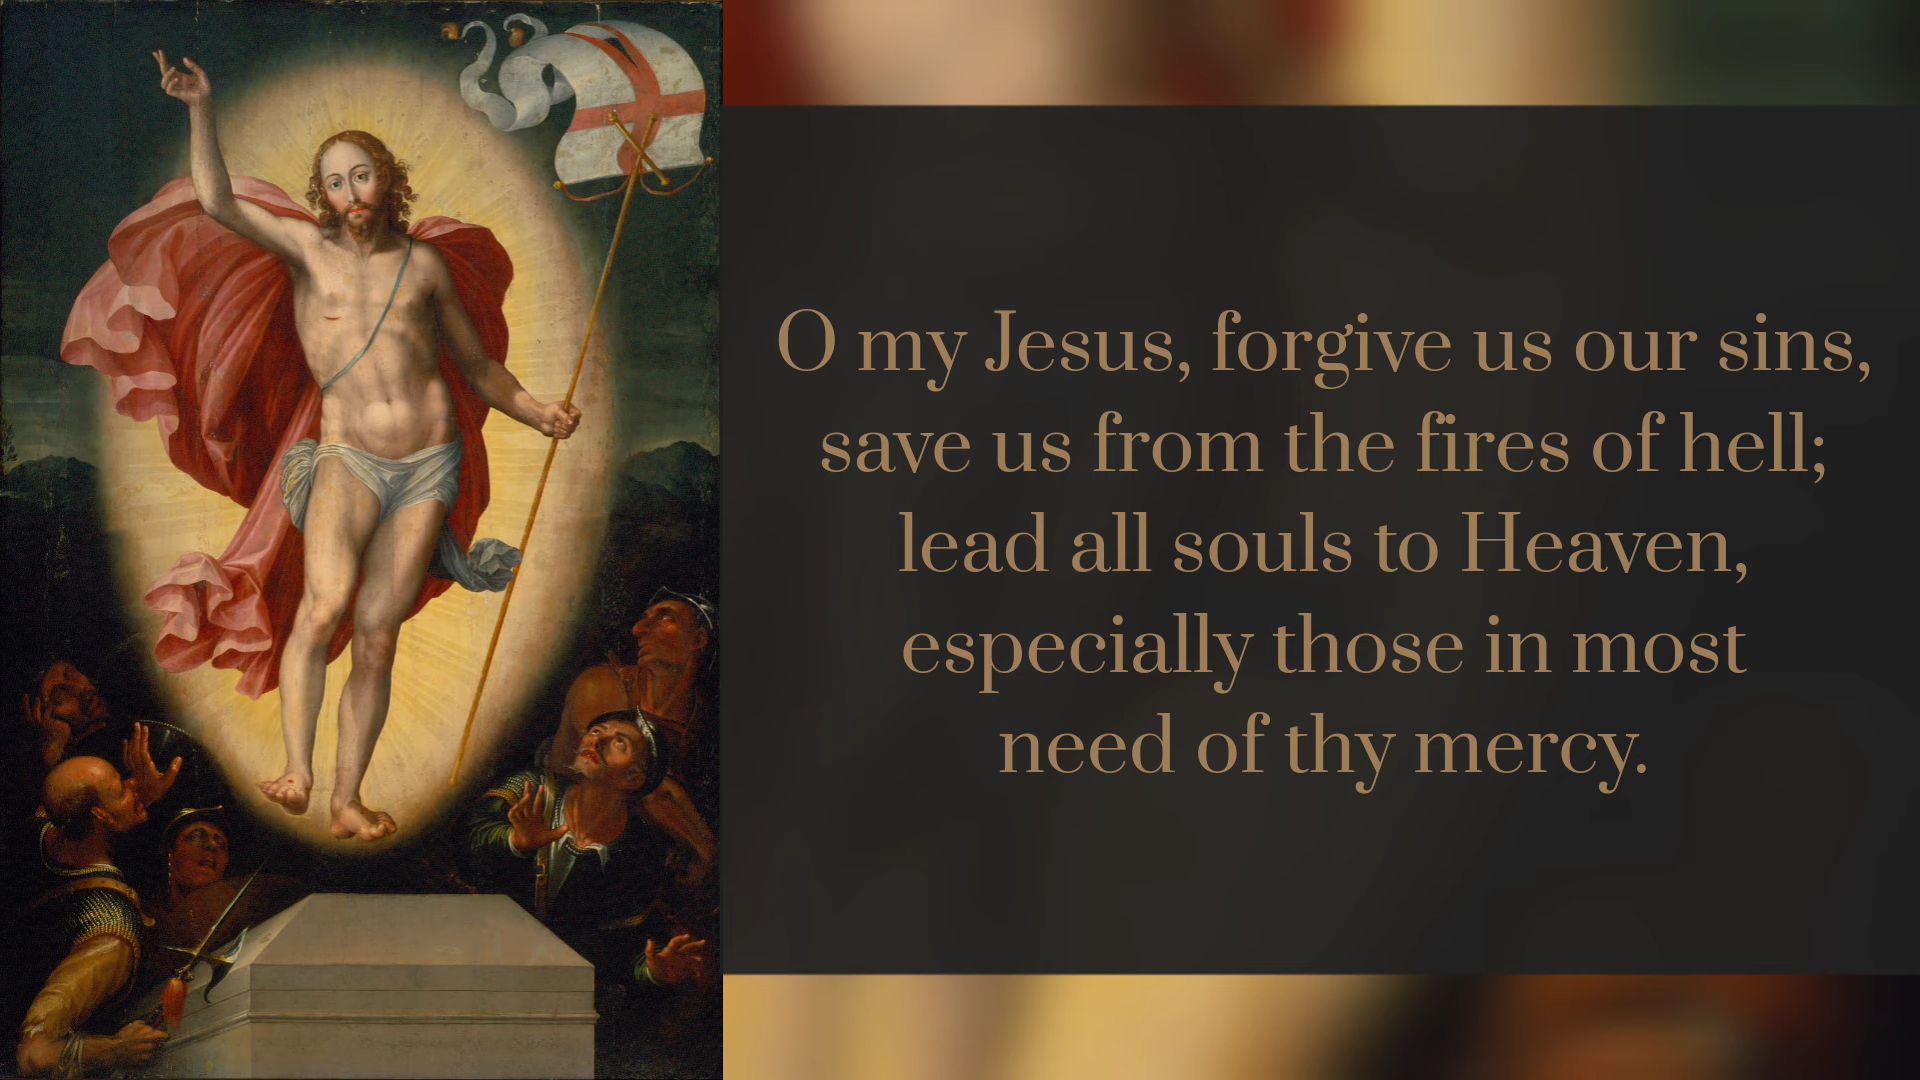 O my Jesus, forgive us our sins,
save us from the fires of hell;
lead all souls to Heaven,
especially those in most
need of thy mercy.